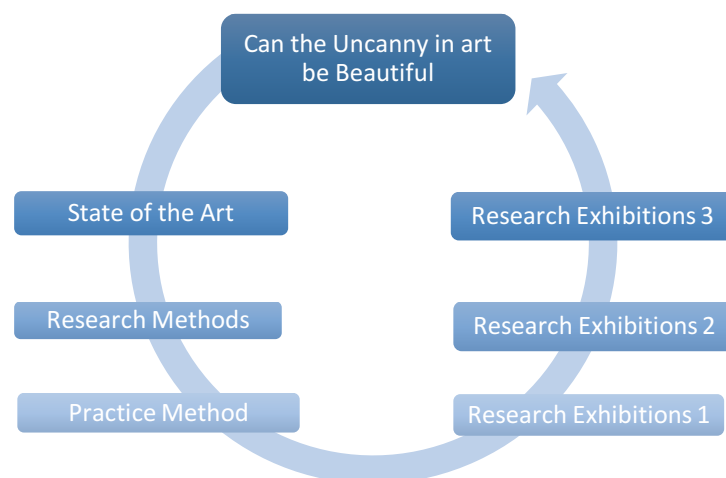 Can the Uncanny in art
be Beautiful
State of the Art
Research Methods
Practice Method
Research Exhibitions 1
Research Exhibitions 2
Research Exhibitions 3